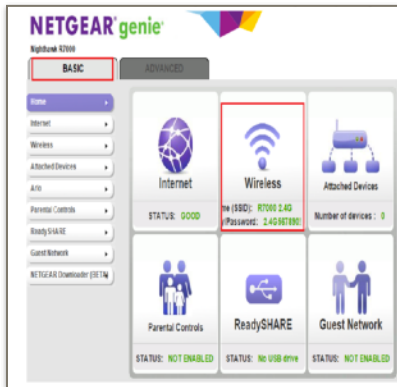 NETGEAR genie
Nighthawk R7000
BASIC
ADVANCED
Home
Internet
Wireless
Attached Devices
Parental Controls
ReadySHARE
Guest Network
NETGEAR Downloader (BETA)
Internet
STATUS: GOOD
Wireless
me (SSID): R7000 2.4G
/Password:
Attached Devices
Number of devices : 0
Parental Controls
STATUS: NOT ENABLED
ReadySHARE
STATUS: No USB drive
Guest Network
STATUS: NOT ENABLED